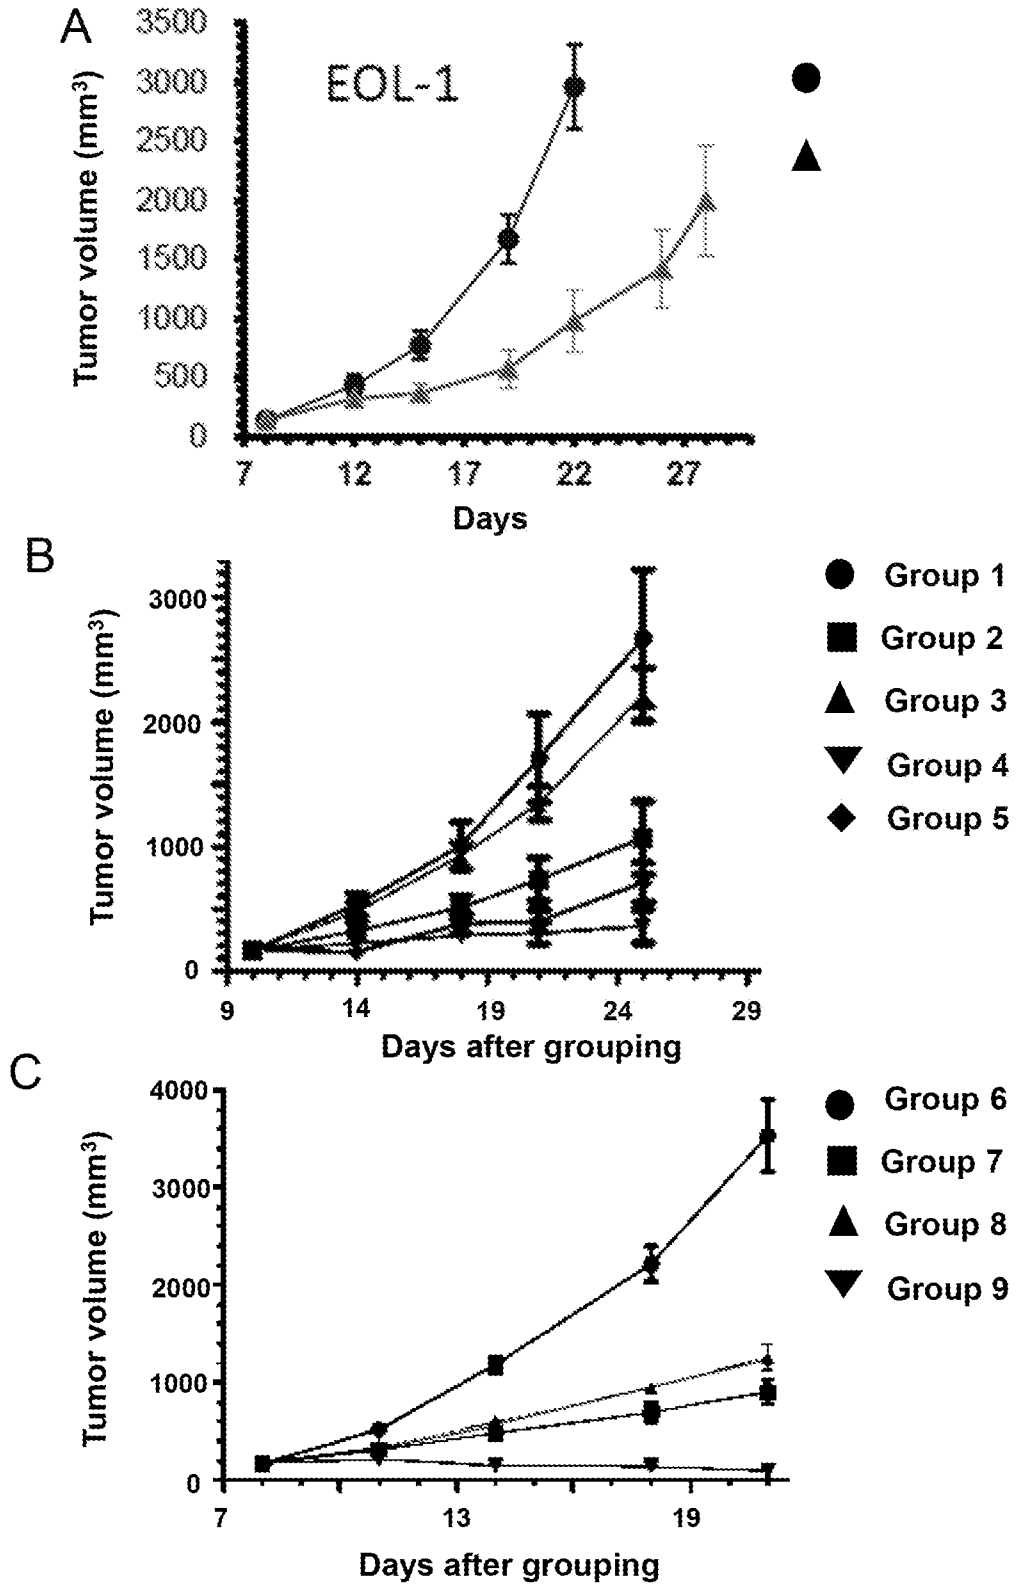 A
Tumor volume (mm³)
3500
3000
2500
2000
1500
1000
500
0
EOL-1
7 12 17 22 27
Days
B
Tumor volume (mm³)
3000
2000
1000
0
9 14 19 24 29
Days after grouping
Group 1
Group 2
Group 3
Group 4
Group 5
C
Tumor volume (mm³)
4000
3000
2000
1000
0
7 13 19
Days after grouping
Group 6
Group 7
Group 8
Group 9